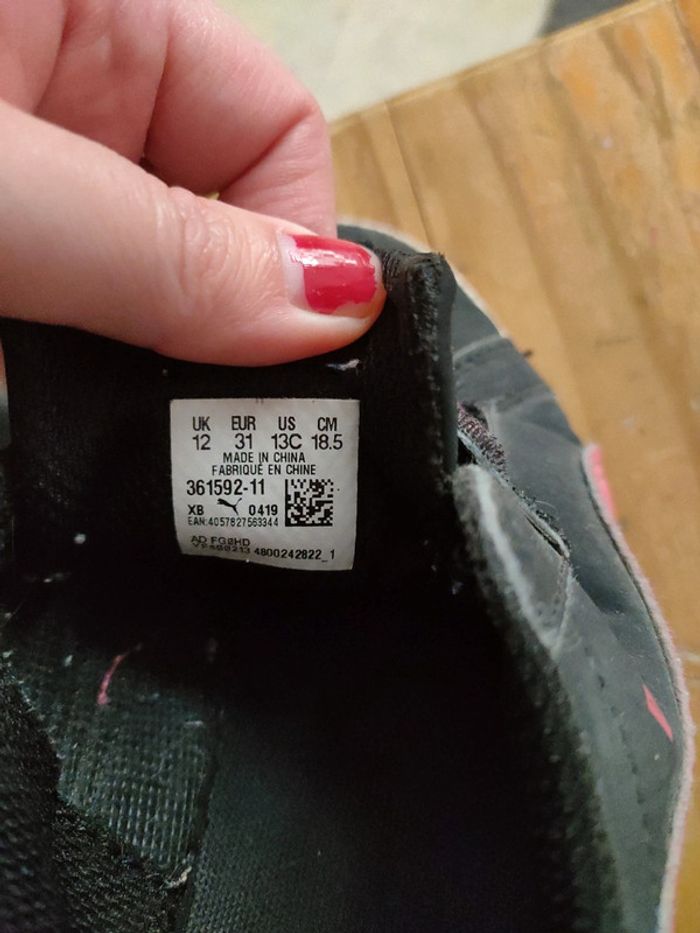 UK EUR US CM
12 31 13C 18.5
MADE IN CHINA
FABRIQUÉ EN CHINE
361592-11
XB 0419
EAN:4057827563344
AD FG0HD
4800242822_1